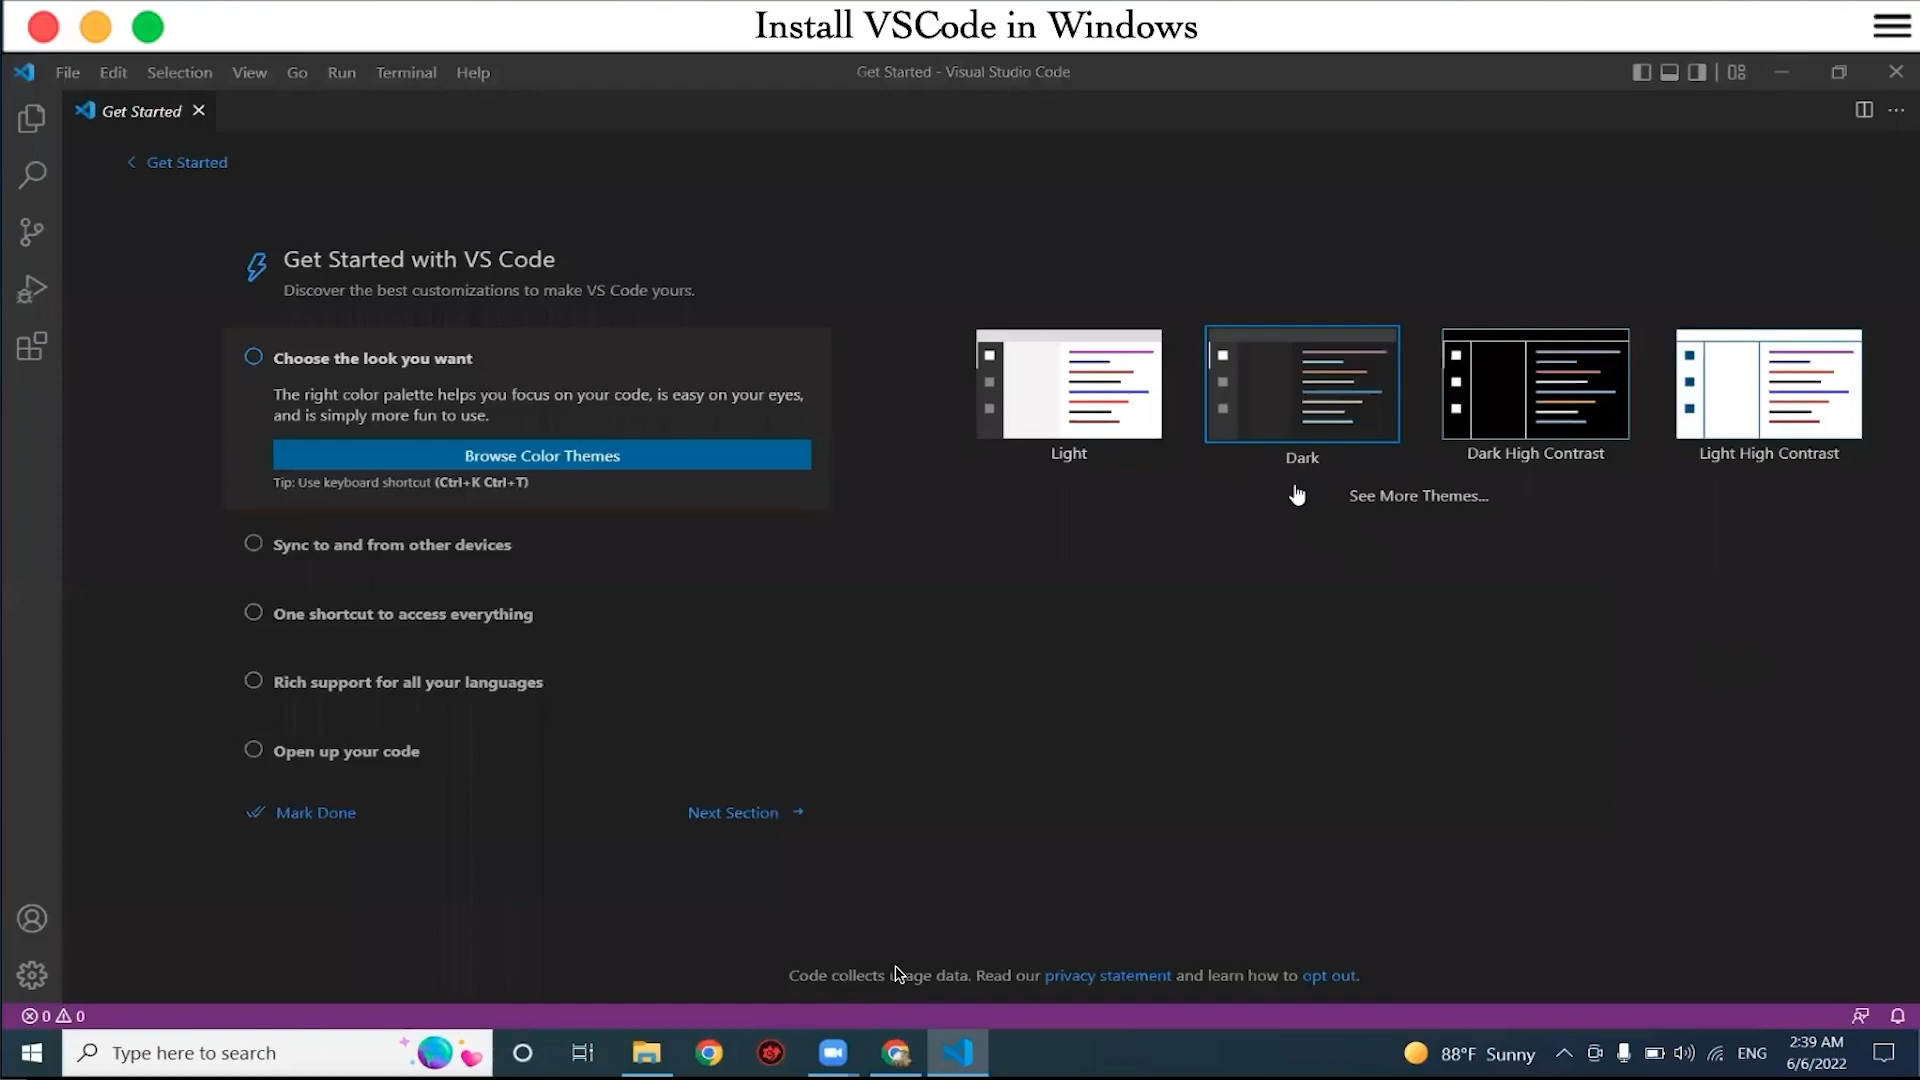 Install VSCode in Windows
File Edit Selection View Go Run Terminal Help
Get Started - Visual Studio Code
Get Started
Get Started
Get Started with VS Code
Discover the best customizations to make VS Code yours.
Choose the look you want
The right color palette helps you focus on your code, is easy on your eyes,
and is simply more fun to use.
Browse Color Themes
Tip: Use keyboard shortcut (Ctrl+K Ctrl+T)
Light
Dark
Dark High Contrast
Light High Contrast
See More Themes...
Sync to and from other devices
One shortcut to access everything
Rich support for all your languages
Open up your code
Mark Done
Next Section
Code collects usage data. Read our privacy statement and learn how to opt out.
0 0
Type here to search
88°F Sunny
ENG
2:39 AM
6/6/2022